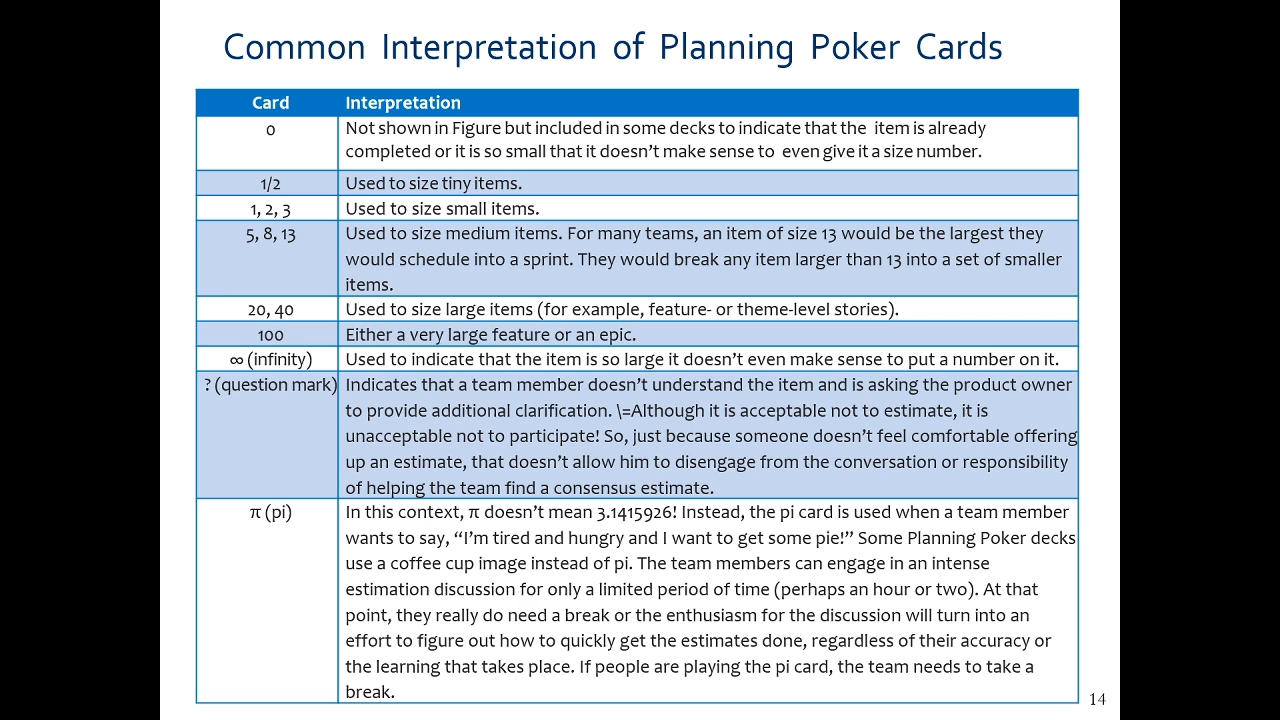 Common Interpretation of Planning Poker Cards
Card Interpretation
0 Not shown in Figure but included in some decks to indicate that the item is already
completed or it is so small that it doesn't make sense to even give it a size number.
1/2 Used to size tiny items.
1, 2, 3 Used to size small items.
5, 8, 13 Used to size medium items. For many teams, an item of size 13 would be the largest they
would schedule into a sprint. They would break any item larger than 13 into a set of smaller
items.
20, 40 Used to size large items (for example, feature- or theme-level stories).
100 Either a very large feature or an epic.
∞ (infinity) Used to indicate that the item is so large it doesn't even make sense to put a number on it.
? (question mark) Indicates that a team member doesn't understand the item and is asking the product owner
to provide additional clarification. \=Although it is acceptable not to estimate, it is
unacceptable not to participate! So, just because someone doesn't feel comfortable offering
up an estimate, that doesn't allow him to disengage from the conversation or responsibility
of helping the team find a consensus estimate.
π (pi) In this context, π doesn't mean 3.1415926! Instead, the pi card is used when a team member
wants to say, "I'm tired and hungry and I want to get some pie!" Some Planning Poker decks
use a coffee cup image instead of pi. The team members can engage in an intense
estimation discussion for only a limited period of time (perhaps an hour or two). At that
point, they really do need a break or the enthusiasm for the discussion will turn into an
effort to figure out how to quickly get the estimates done, regardless of their accuracy or
the learning that takes place. If people are playing the pi card, the team needs to take a
break.
14